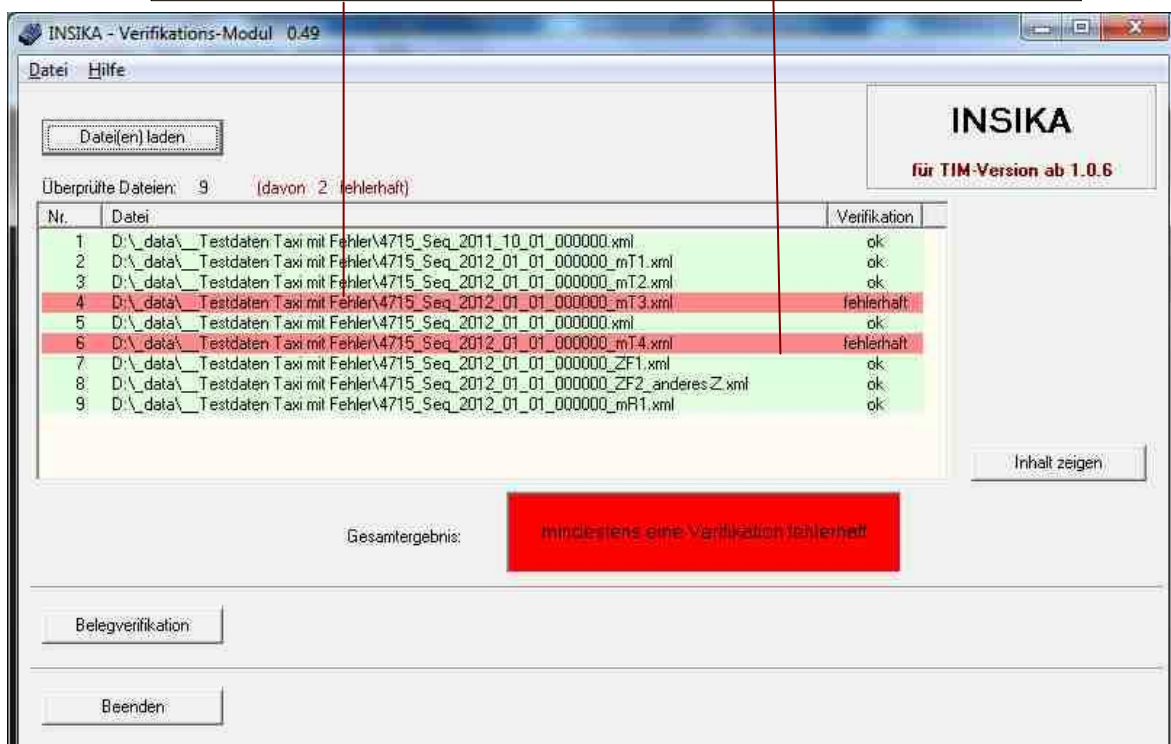 INSIKA - Verifikations-Modul 0.49
Datei Hilfe
Datei(en) laden
INSIKA
für TIM-Version ab 1.0.6
Überprüfte Dateien: 9 (davon 2 fehlerhaft)
Nr. Datei Verifikation
1 D:\_data\__Testdaten Taxi mit Fehler\4715_Seq_2011_10_01_000000.xml ok
2 D:\_data\__Testdaten Taxi mit Fehler\4715_Seq_2012_01_01_000000_mT1.xml ok
3 D:\_data\__Testdaten Taxi mit Fehler\4715_Seq_2012_01_01_000000_mT2.xml ok
4 D:\_data\__Testdaten Taxi mit Fehler\4715_Seq_2012_01_01_000000_mT3.xml fehlerhaft
5 D:\_data\__Testdaten Taxi mit Fehler\4715_Seq_2012_01_01_000000.xml ok
6 D:\_data\__Testdaten Taxi mit Fehler\4715_Seq_2012_01_01_000000_mT4.xml fehlerhaft
7 D:\_data\__Testdaten Taxi mit Fehler\4715_Seq_2012_01_01_000000_ZF1.xml ok
8 D:\_data\__Testdaten Taxi mit Fehler\4715_Seq_2012_01_01_000000_ZF2_anderes Z.xml ok
9 D:\_data\__Testdaten Taxi mit Fehler\4715_Seq_2012_01_01_000000_mR1.xml ok
Inhalt zeigen
Gesamtergebnis: mindestens eine Verifikation fehlerhaft
Belegverifikation
Beenden